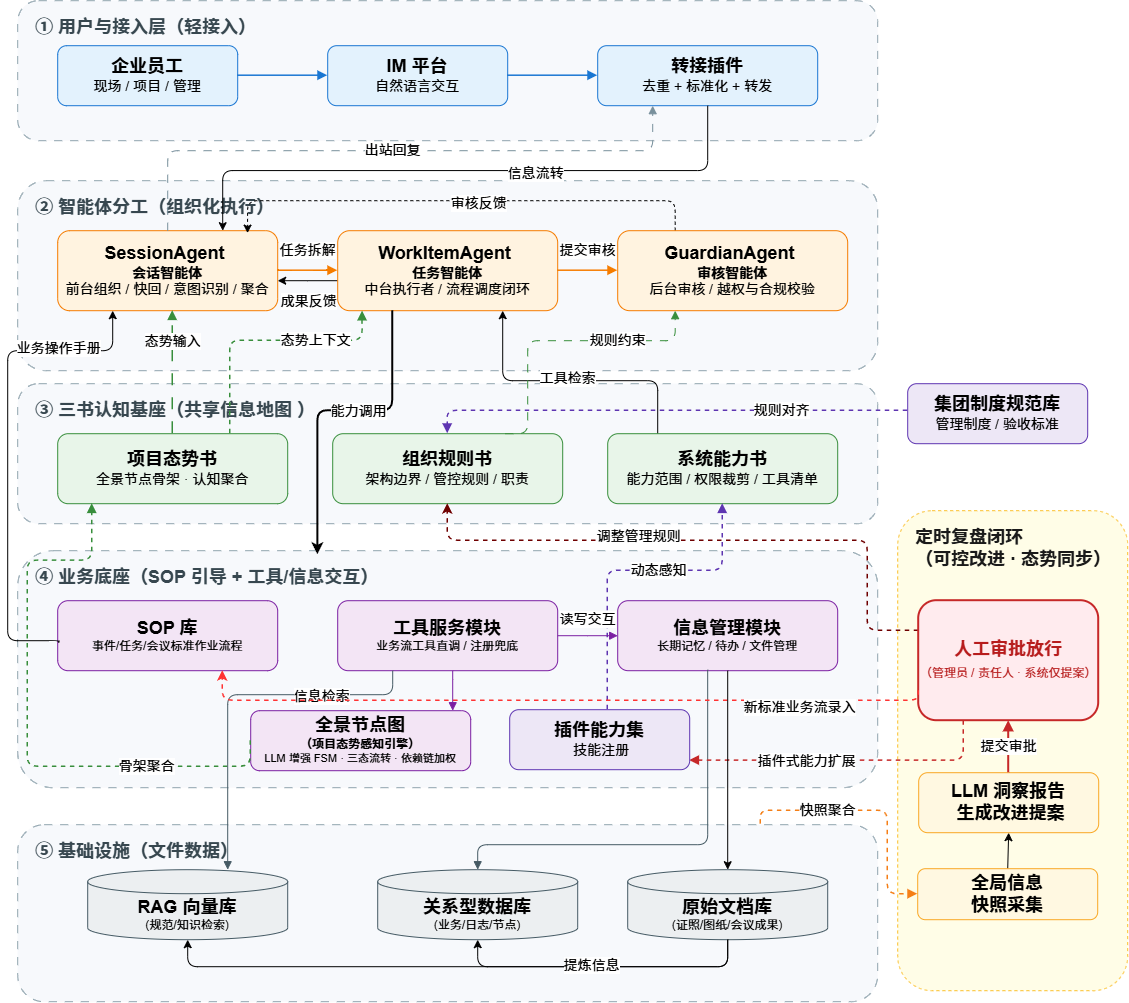 ① 用户与接入层（轻接入）
企业员工
现场 / 项目 / 管理
IM 平台
自然语言交互
转接插件
去重 + 标准化 + 转发
出站回复
信息流转
② 智能体分工（组织化执行）
审核反馈
SessionAgent
会话智能体
前台组织 / 快回 / 意图识别 / 聚合
任务拆解
成果反馈
WorkItemAgent
任务智能体
中台执行者 / 流程调度闭环
提交审核
GuardianAgent
审核智能体
后台审核 / 越权与合规校验
业务操作手册
态势输入
态势上下文
规则约束
工具检索
③ 三书认知基座（共享信息地图 ）
能力调用
规则对齐
集团制度规范库
管理制度 / 验收标准
项目态势书
全景节点骨架 · 认知聚合
组织规则书
架构边界 / 管控规则 / 职责
系统能力书
能力范围 / 权限裁剪 / 工具清单
调整管理规则
定时复盘闭环
（可控改进 · 态势同步）
④ 业务底座（SOP 引导 + 工具/信息交互）
动态感知
SOP 库
事件/任务/会议标准作业流程
工具服务模块
业务流工具直调 / 注册兜底
读写交互
信息管理模块
长期记忆 / 待办 / 文件管理
人工审批放行
（管理员 / 责任人 · 系统仅提案）
信息检索
新标准业务流录入
全景节点图
（项目态势感知引擎）
LLM 增强 FSM · 三态流转 · 依赖链加权
插件能力集
技能注册
骨架聚合
插件式能力扩展
提交审批
LLM 洞察报告
生成改进提案
快照聚合
⑤ 基础设施（文件数据）
全局信息
快照采集
RAG 向量库
(规范/知识检索)
关系型数据库
(业务/日志/节点)
原始文档库
(证照/图纸/会议成果)
提炼信息